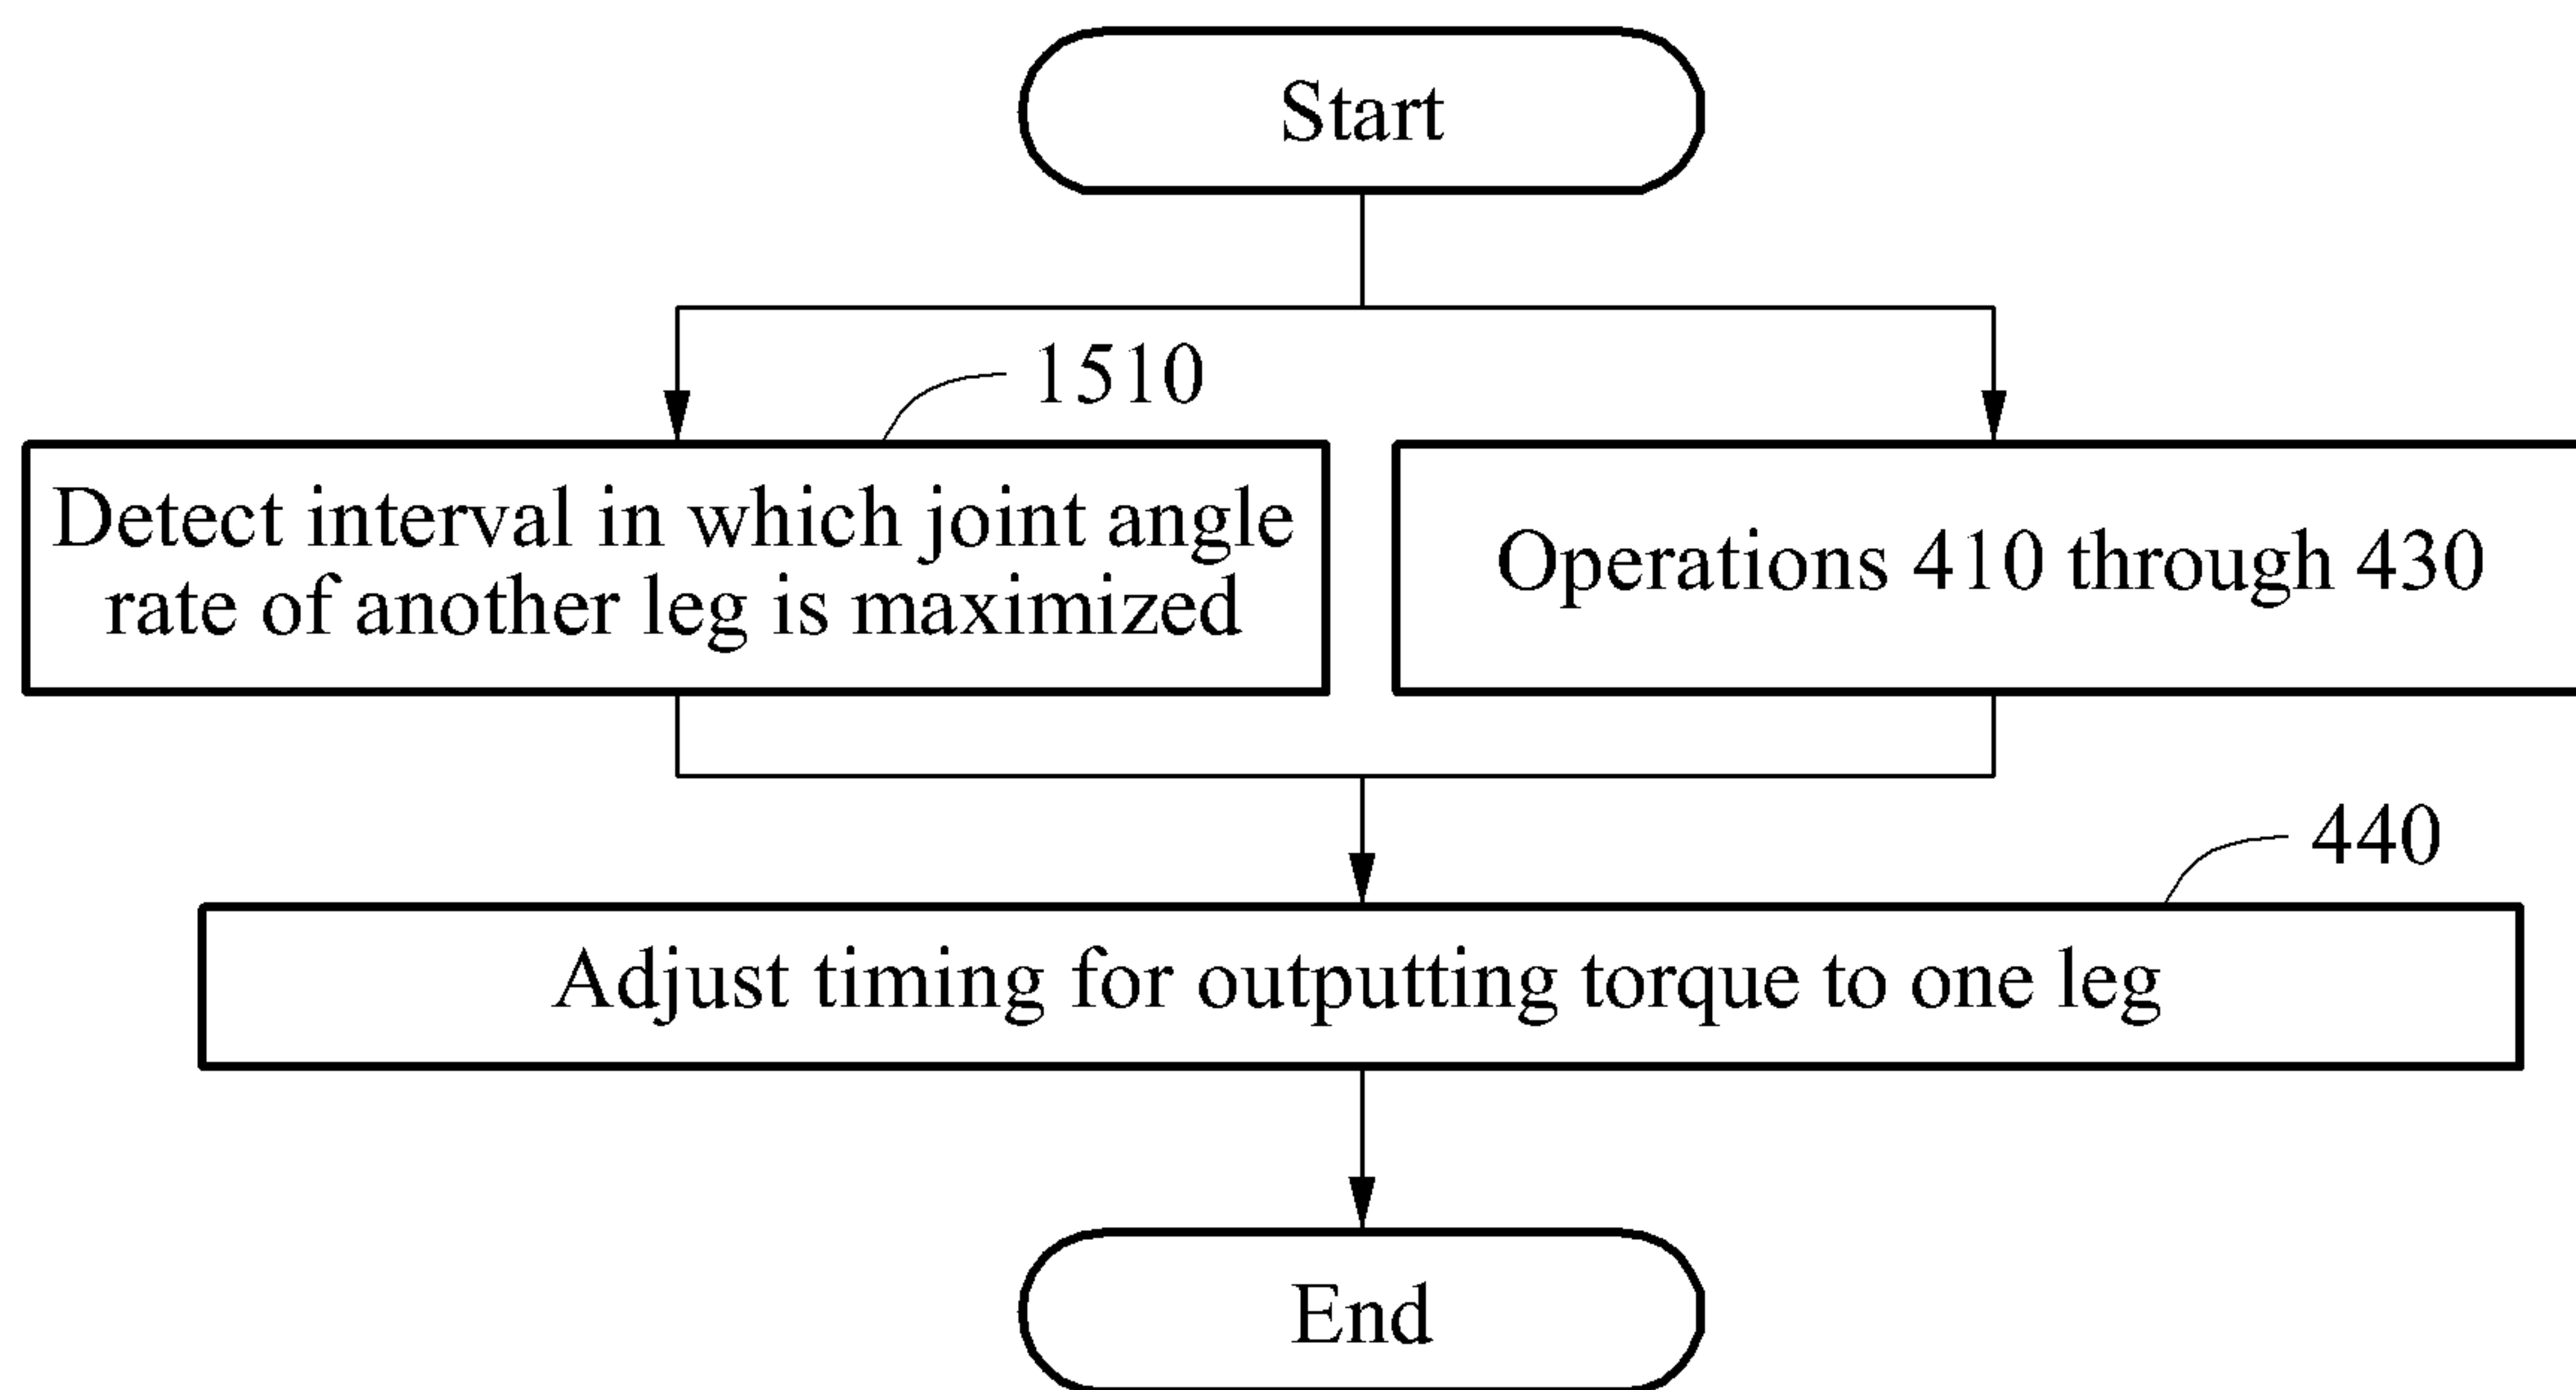 Start
1510
Detect interval in which joint angle
rate of another leg is maximized
Operations 410 through 430
440
Adjust timing for outputting torque to one leg
End